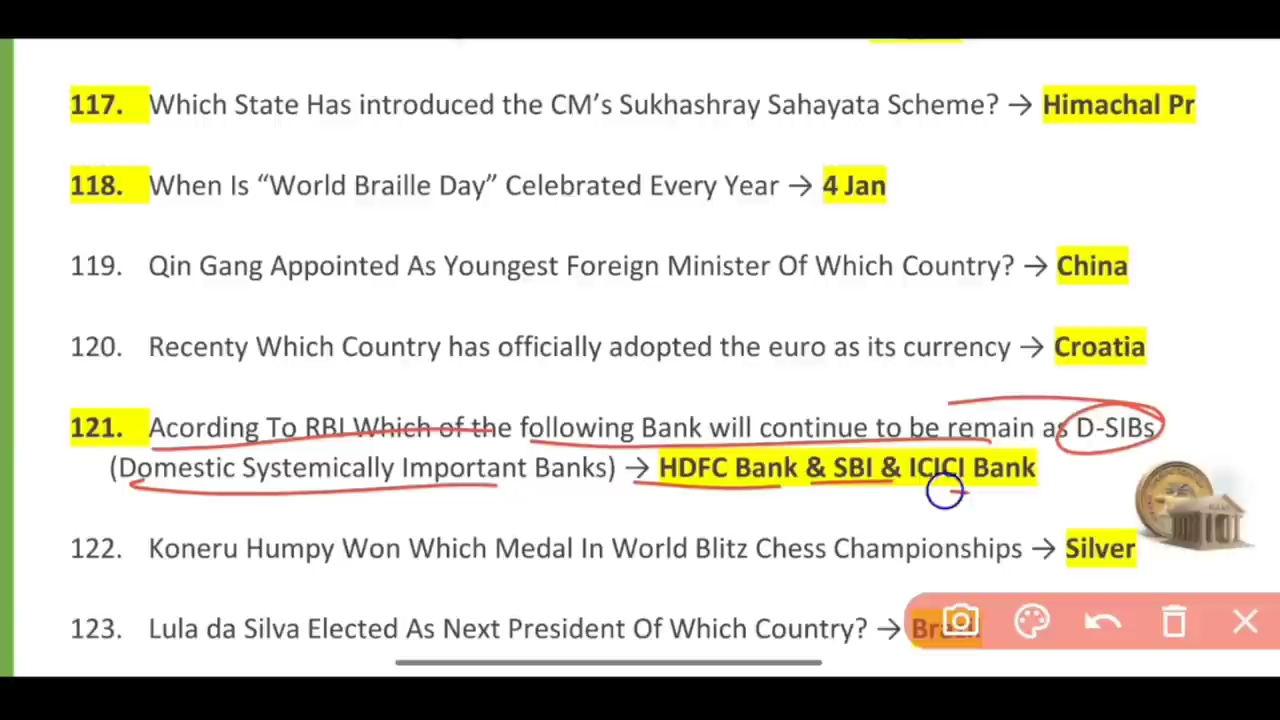 117. Which State Has introduced the CM’s Sukhashray Sahayata Scheme? → Himachal Pr
118. When Is “World Braille Day” Celebrated Every Year → 4 Jan
119. Qin Gang Appointed As Youngest Foreign Minister Of Which Country? → China
120. Recenty Which Country has officially adopted the euro as its currency → Croatia
121. Acording To RBI Which of the following Bank will continue to be remain as D-SIBs
(Domestic Systemically Important Banks) → HDFC Bank & SBI & ICICI Bank
122. Koneru Humpy Won Which Medal In World Blitz Chess Championships → Silver
123. Lula da Silva Elected As Next President Of Which Country? → Brazil